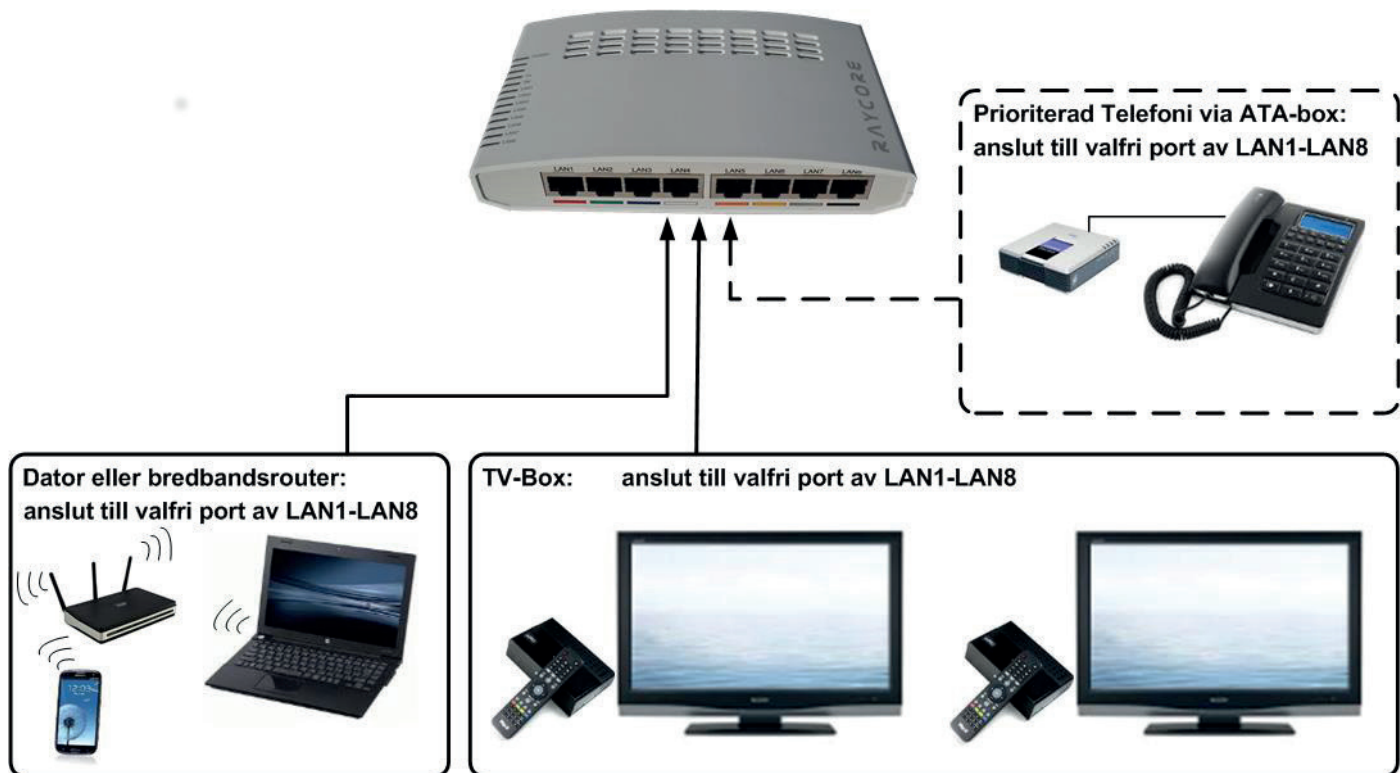 RAYCORE
LAN1 LAN2 LAN3 LAN4 LAN5 LAN6 LAN7 LAN8
Prioriterad Telefoni via ATA-box:
anslut till valfri port av LAN1-LAN8
Dator eller bredbandsrouter:
anslut till valfri port av LAN1-LAN8
TV-Box: anslut till valfri port av LAN1-LAN8
12:03